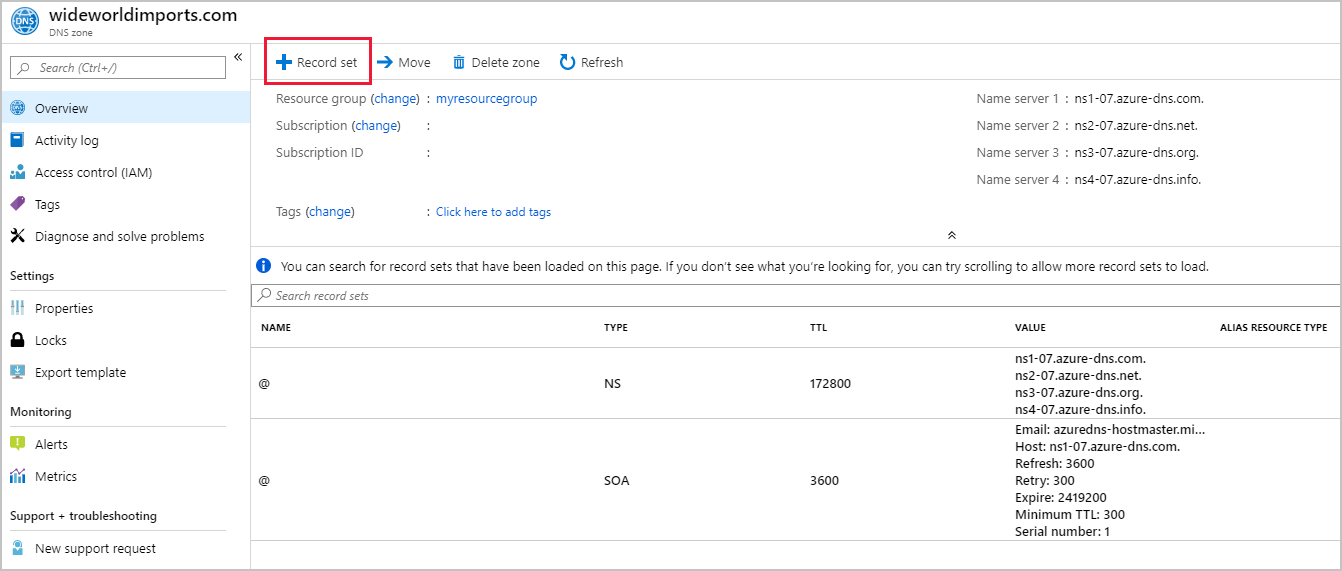 wideworldimports.com
DNS zone
DNS
Search (Ctrl+/)
«
Overview
Activity log
Access control (IAM)
Tags
Diagnose and solve problems
Settings
Properties
Locks
Export template
Monitoring
Alerts
Metrics
Support + troubleshooting
New support request
Record set
Move
Delete zone
Refresh
Resource group (change) : myresourcegroup
Subscription (change) :
Subscription ID :
Tags (change) : Click here to add tags
Name server 1 : ns1-07.azure-dns.com.
Name server 2 : ns2-07.azure-dns.net.
Name server 3 : ns3-07.azure-dns.org.
Name server 4 : ns4-07.azure-dns.info.
You can search for record sets that have been loaded on this page. If you don't see what you're looking for, you can try scrolling to allow more record sets to load.
Search record sets
NAME TYPE TTL VALUE ALIAS RESOURCE TYPE
@ NS 172800
ns1-07.azure-dns.com.
ns2-07.azure-dns.net.
ns3-07.azure-dns.org.
ns4-07.azure-dns.info.
@ SOA 3600
Email: azuredns-hostmaster.mi...
Host: ns1-07.azure-dns.com.
Refresh: 3600
Retry: 300
Expire: 2419200
Minimum TTL: 300
Serial number: 1